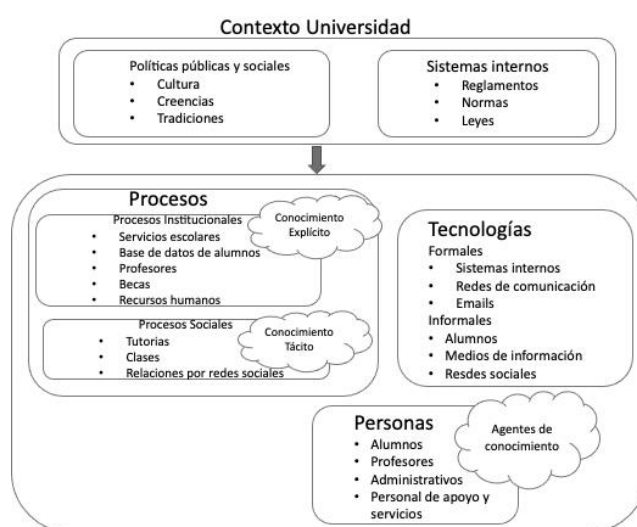 Contexto Universidad
Políticas públicas y sociales
• Cultura
• Creencias
• Tradiciones
Sistemas internos
• Reglamentos
• Normas
• Leyes
Procesos
Procesos Institucionales
• Servicios escolares
• Base de datos de alumnos
• Profesores
• Becas
• Recursos humanos
Conocimiento
Explícito
Procesos Sociales
• Tutorias
• Clases
• Relaciones por redes sociales
Conocimiento
Tácito
Tecnologías
Formales
• Sistemas internos
• Redes de comunicación
• Emails
Informales
• Alumnos
• Medios de información
• Resdes sociales
Personas
• Alumnos
• Profesores
• Administrativos
• Personal de apoyo y
servicios
Agentes de
conocimiento